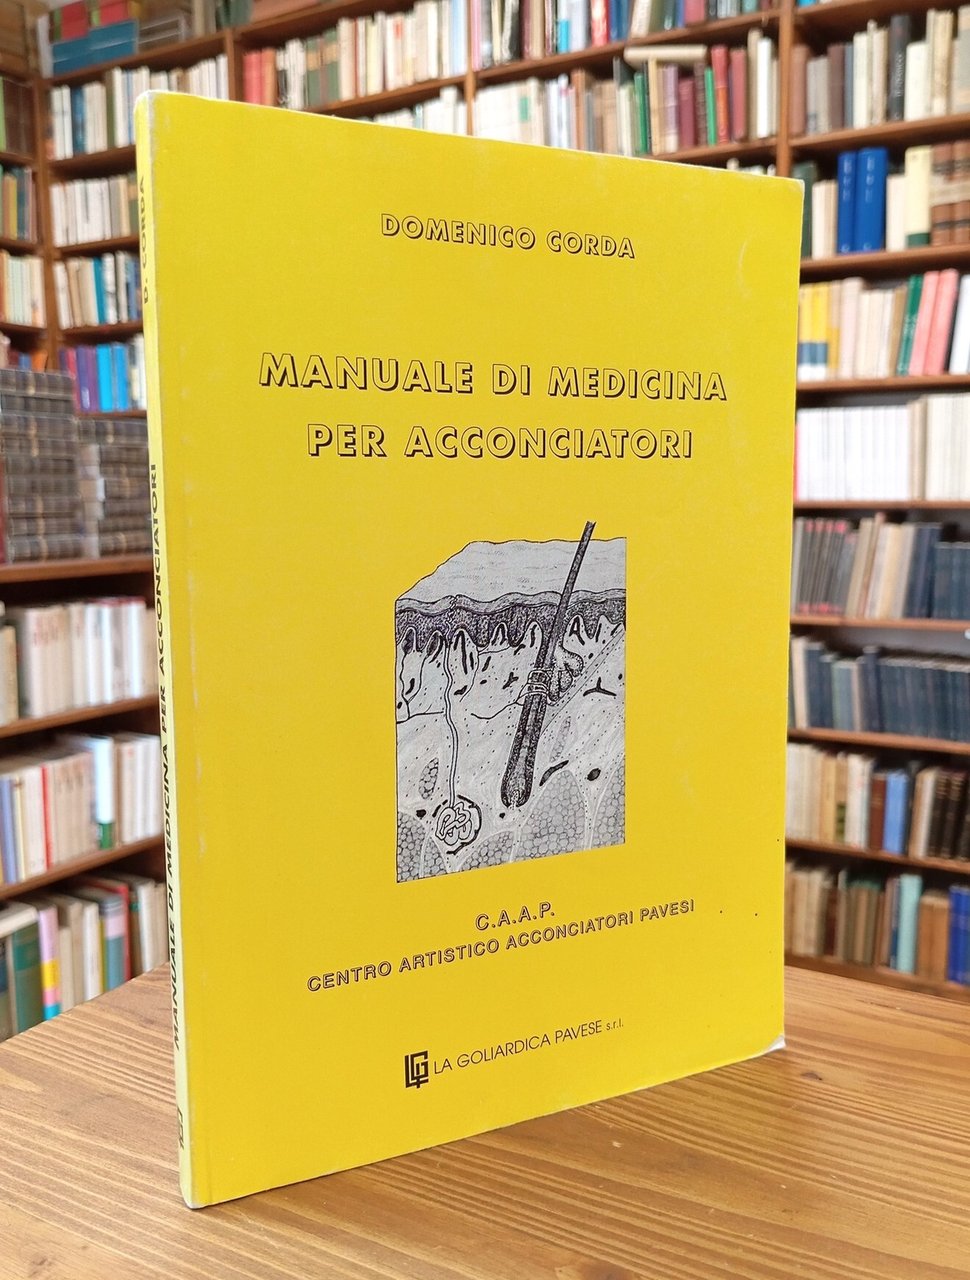 DOMENICO CORDA
MANUALE DI MEDICINA
PER ACCONCIATORI
C.A.A.P.
CENTRO ARTISTICO ACCONCIATORI PAVESI
LA GOLIARDICA PAVESE s.r.l.
D. CORDA
MANUALE DI MEDICINA PER ACCONCIATORI